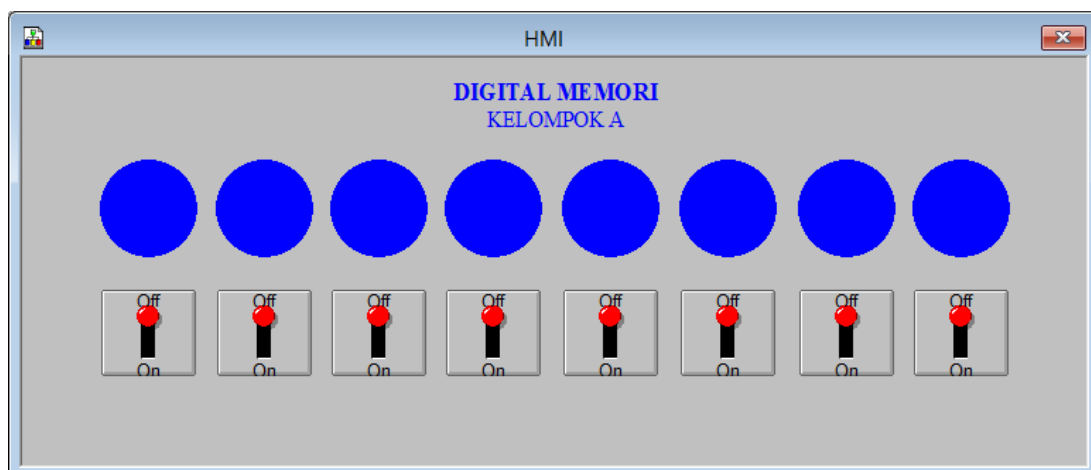 HMI
DIGITAL MEMORI
KELOMPOK A
Off Off Off Off Off Off Off Off
On On On On On On On On